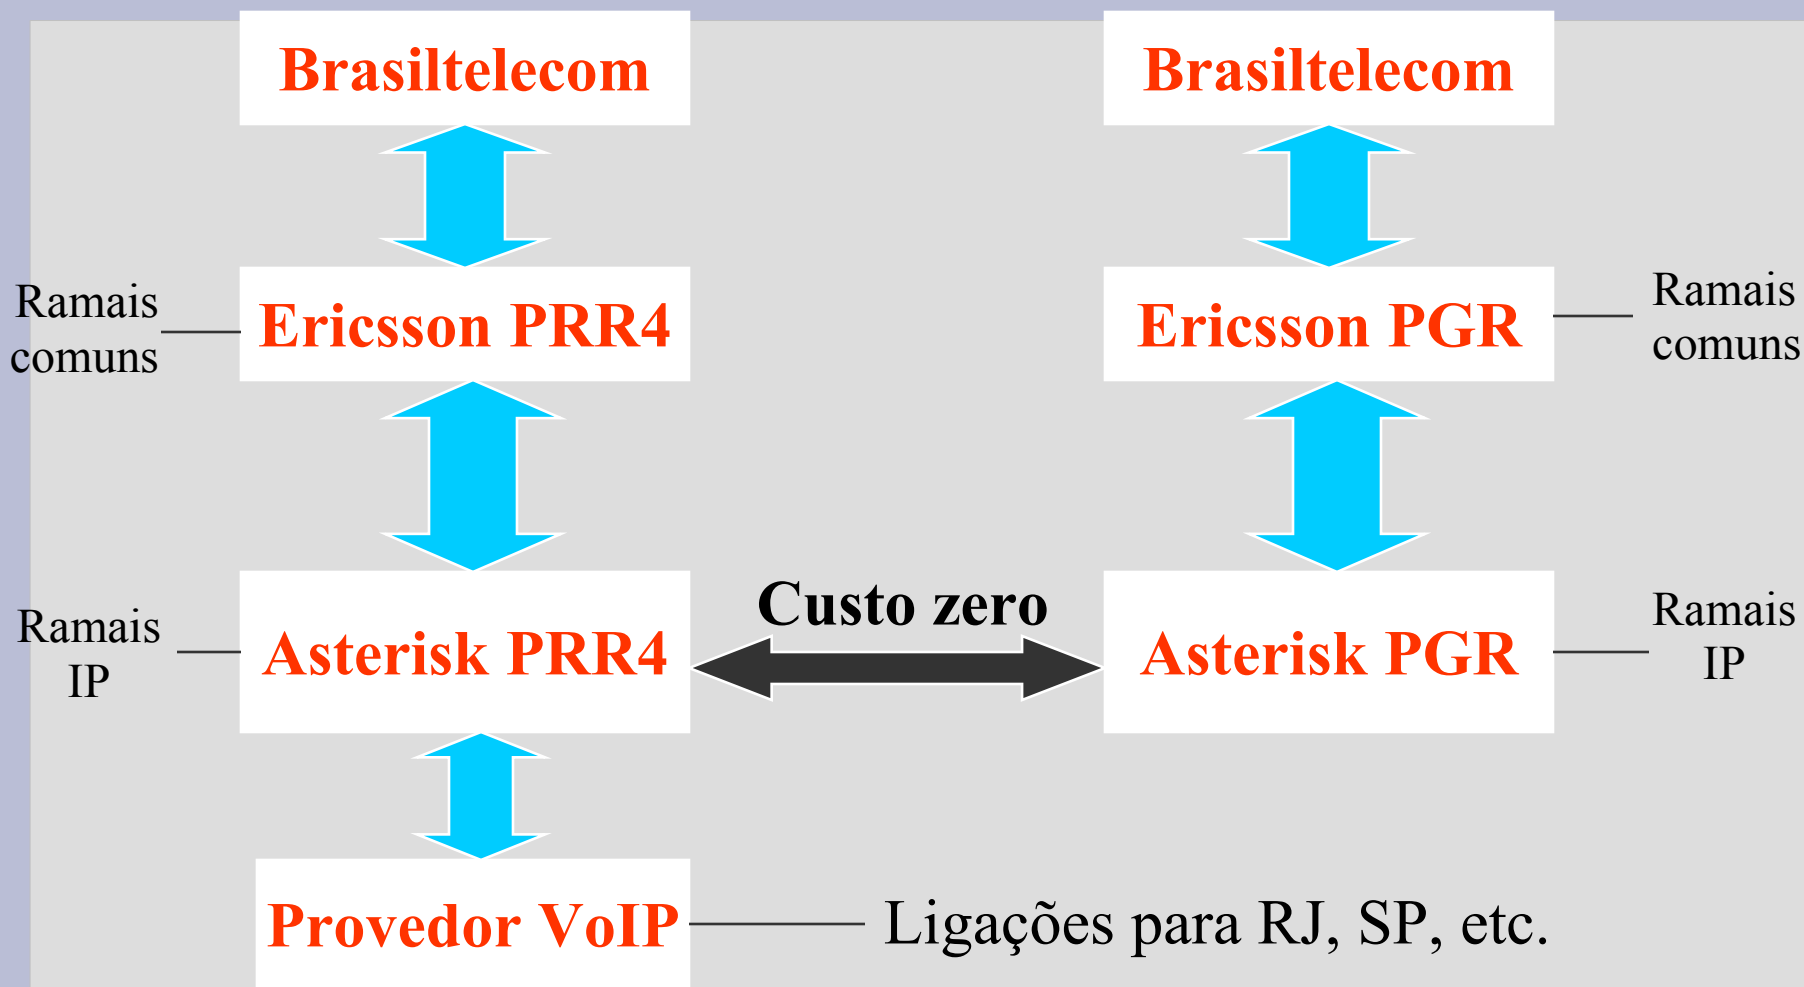 Brasiltelecom
Brasiltelecom
Ramais
comuns
Ericsson PRR4
Ericsson PGR
Ramais
comuns
Custo zero
Ramais
IP
Asterisk PRR4
Asterisk PGR
Ramais
IP
Provedor VoIP
Ligações para RJ, SP, etc.